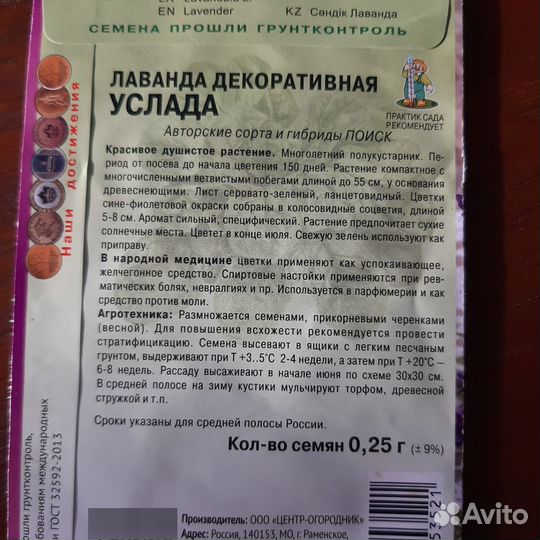 EN Lavender KZ Сәндік Лаванда
СЕМЕНА ПРОШЛИ ГРУНТКОНТРОЛЬ
ЛАВАНДА ДЕКОРАТИВНАЯ
УСЛАДА
ПРАКТИК САДА
РЕКОМЕНДУЕТ
Авторские сорта и гибриды ПОИСК
Красивое душистое растение. Многолетний полукустарник. Пе-
риод от посева до начала цветения 150 дней. Растение компактное с
многочисленными ветвистыми побегами длиной до 55 см, у основания
древеснеющими. Лист серовато-зелёный, ланцетовидный. Цветки
сине-фиолетовой окраски собраны в колосовидные соцветия, длиной
5-8 см. Аромат сильный, специфический. Растение предпочитает сухие
солнечные места. Цветет в конце июля. Свежую зелень используют как
приправу.
В народной медицине цветки применяют как успокаивающее,
желчегонное средство. Спиртовые настойки применяются при рев-
матических болях, невралгиях и пр. Используется в парфюмерии и как
средство против моли.
Агротехника: Размножается семенами, прикорневыми черенками
(весной). Для повышения всхожести рекомендуется провести
стратифицикацию. Семена высевают в ящики с легким песчаным
грунтом, выдерживают при Т +3..5°С 2-4 недели, а затем при Т +20°С –
6-8 недель. Рассаду высаживают в начале июня по схеме 30х30 см.
В средней полосе на зиму кустики мульчируют торфом, древесной
стружкой и т.п.
Сроки указаны для средней полосы России.
Кол-во семян 0,25 г (± 9%)
Производитель: ООО «ЦЕНТР-ОГОРОДНИК»
Адрес: Россия, 140153, МО, г. Раменское,
Наши достижения
грунтконтроль,
международных
ГОСТ 32592-2013
53521
Avito